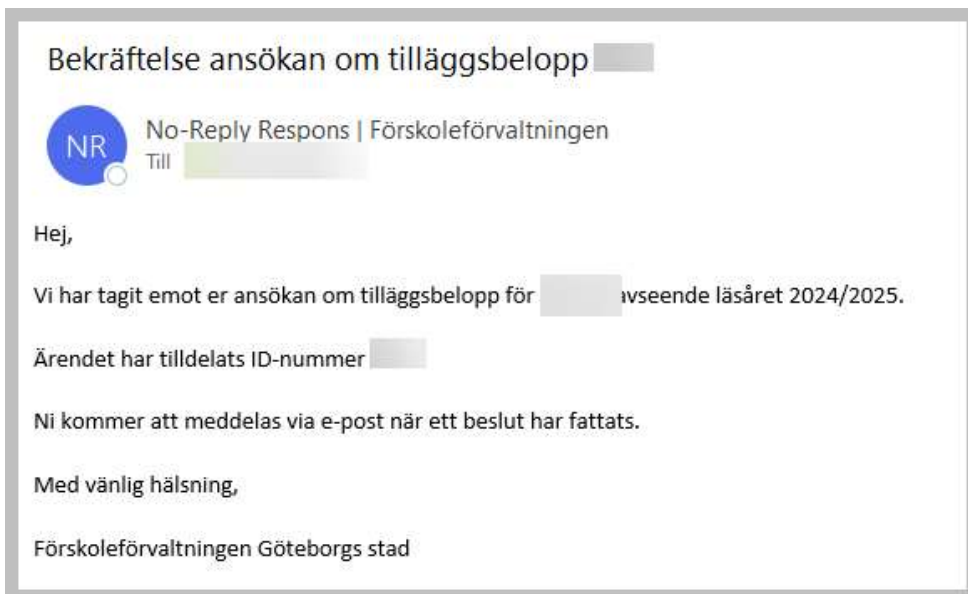 Bekräftelse ansökan om tilläggsbelopp
NR
No-Reply Respons | Förskoleförvaltningen
Till
Hej,
Vi har tagit emot er ansökan om tilläggsbelopp för avseende läsåret 2024/2025.
Ärendet har tilldelats ID-nummer
Ni kommer att meddelas via e-post när ett beslut har fattats.
Med vänlig hälsning,
Förskoleförvaltningen Göteborgs stad